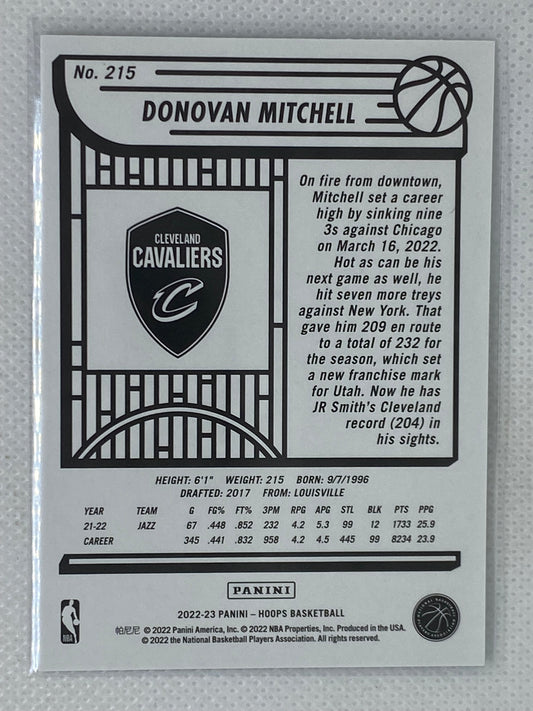 No. 215
DONOVAN MITCHELL
CLEVELAND
CAVALIERS
C
On fire from downtown,
Mitchell set a career
high by sinking nine
3s against Chicago
on March 16, 2022.
Hot as can be his
next game as well, he
hit seven more treys
against New York. That
gave him 209 en route
to a total of 232 for
the season, which set
a new franchise mark
for Utah. Now he has
JR Smith's Cleveland
record (204) in
his sights.
HEIGHT: 6'1" WEIGHT: 215 BORN: 9/7/1996
DRAFTED: 2017 FROM: LOUISVILLE
YEAR TEAM G FG% FT% 3PM RPG APG STL BLK PTS PPG
21-22 JAZZ 67 .448 .852 232 4.2 5.3 99 12 1733 25.9
CAREER 345 .441 .832 958 4.2 4.5 445 99 8234 23.9
PANINI
2022-23 PANINI – HOOPS BASKETBALL
帕尼尼 © 2022 Panini America, Inc. © 2022 NBA Properties, Inc. Produced in the USA.
© 2022 the National Basketball Players Association. All rights reserved.
NBA